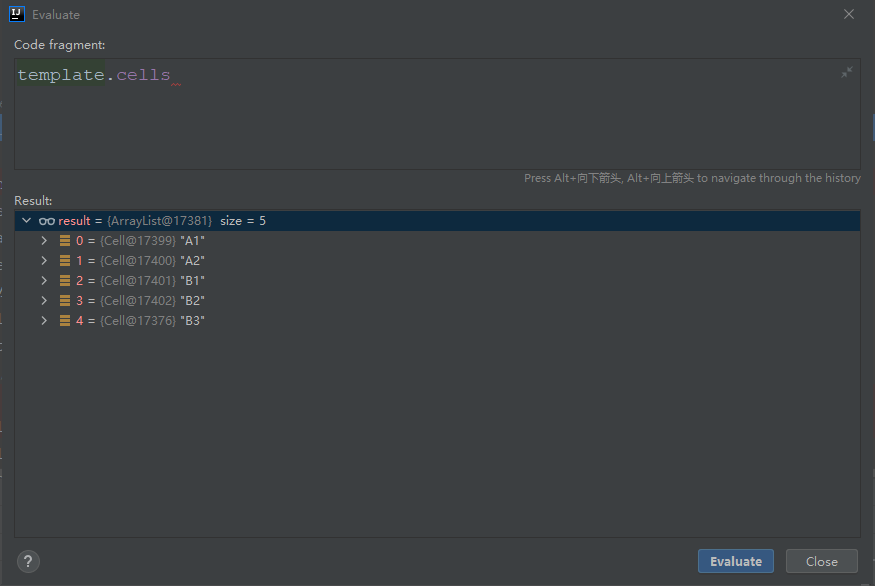 IJ
Evaluate
Code fragment:
template.cells
Press Alt+向下箭头, Alt+向上箭头 to navigate through the history
Result:
result = {ArrayList@17381} size = 5
0 = {Cell@17399} "A1"
1 = {Cell@17400} "A2"
2 = {Cell@17401} "B1"
3 = {Cell@17402} "B2"
4 = {Cell@17376} "B3"
?
Evaluate
Close